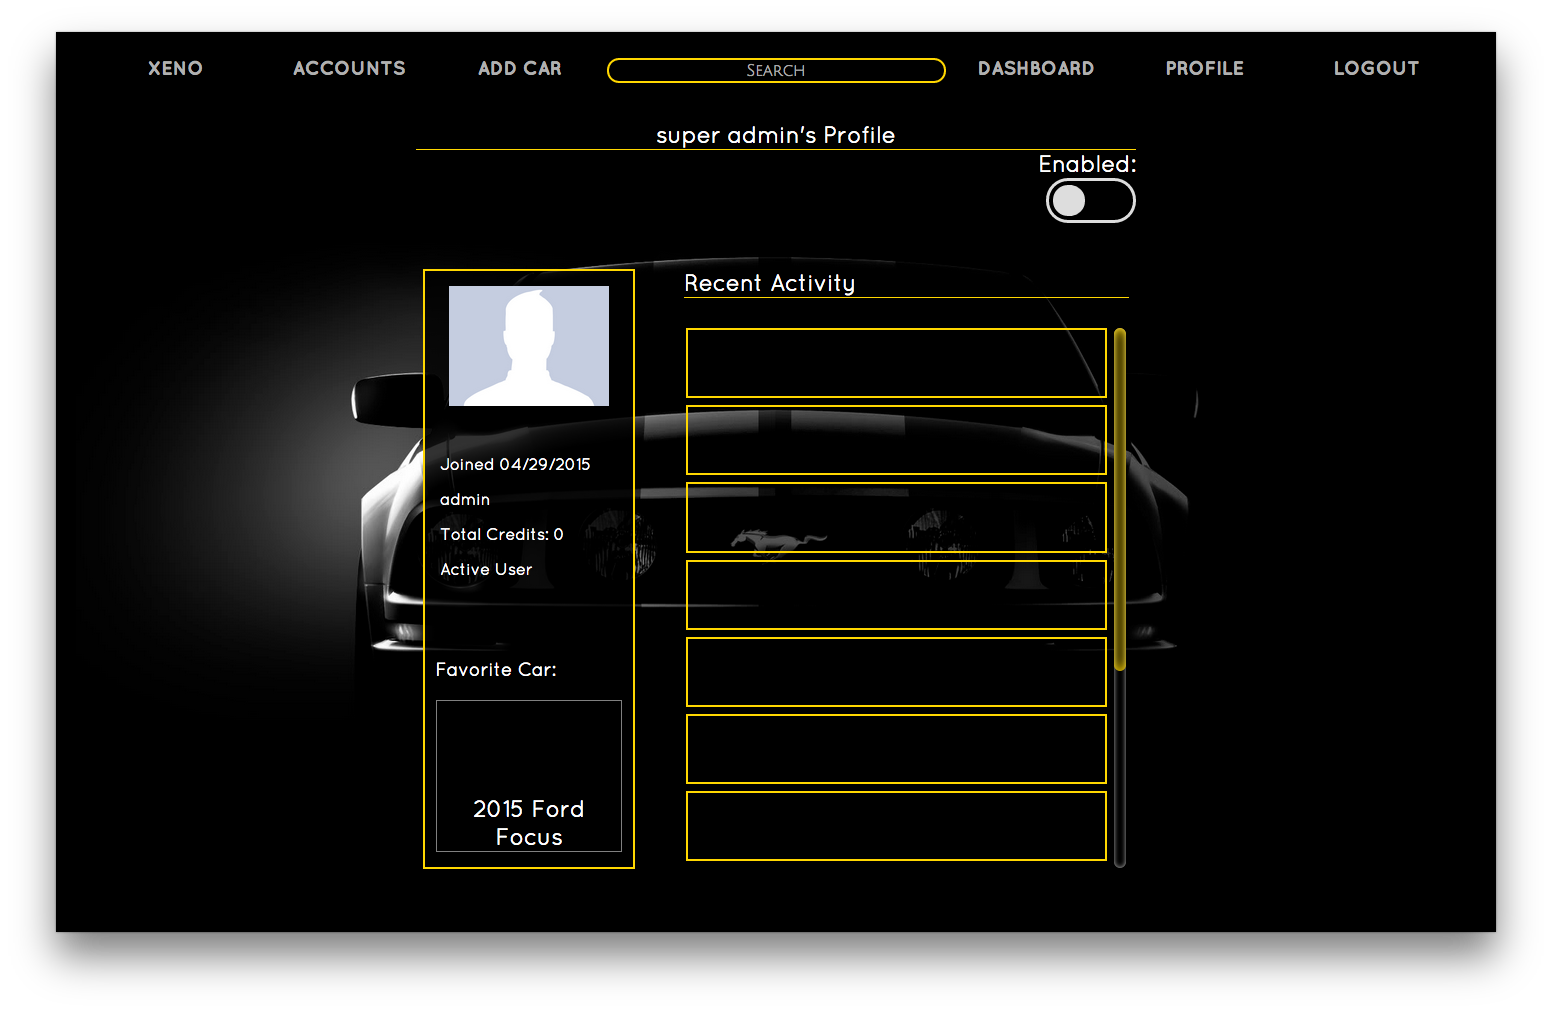 XENO ACCOUNTS ADD CAR SEARCH DASHBOARD PROFILE LOGOUT
super admin's Profile
Enabled:
Recent Activity
Joined 04/29/2015
admin
Total Credits: 0
Active User
Favorite Car:
2015 Ford
Focus